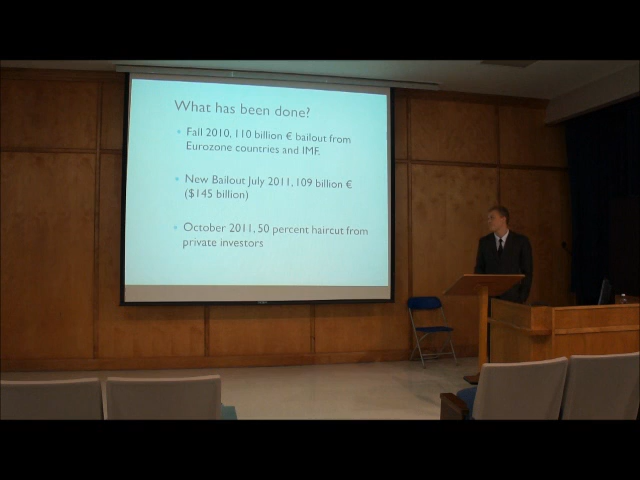 What has been done?
Fall 2010, 110 billion € bailout from
Eurozone countries and IMF.
New Bailout July 2011, 109 billion €
($145 billion)
October 2011, 50 percent haircut from
private investors